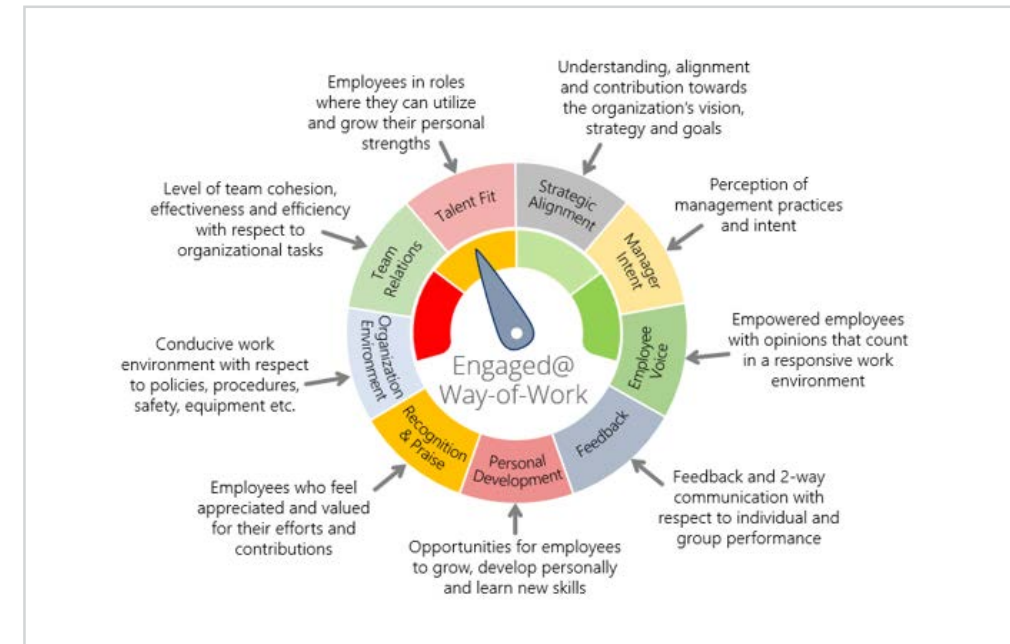 Understanding, alignment
and contribution towards
the organization's vision,
strategy and goals
Employees in roles
where they can utilize
and grow their personal
strengths
Perception of
management practices
and intent
Level of team cohesion,
effectiveness and efficiency
with respect to
organizational tasks
Talent Fit
Strategic
Alignment
Manager
Intent
Team
Relations
Organization
Environment
Employee
Voice
Empowered employees
with opinions that count
in a responsive work
environment
Conducive work
environment with respect
to policies, procedures,
safety, equipment etc.
Engaged@
Way-of-Work
Recognition
& Praise
Personal
Development
Feedback
Feedback and 2-way
communication with
respect to individual and
group performance
Employees who feel
appreciated and valued
for their efforts and
contributions
Opportunities for employees
to grow, develop personally
and learn new skills